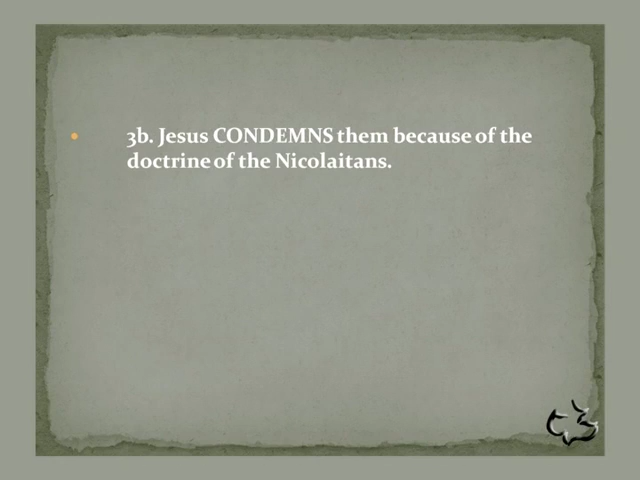 3b. Jesus CONDEMNS them because of the
doctrine of the Nicolaitans.